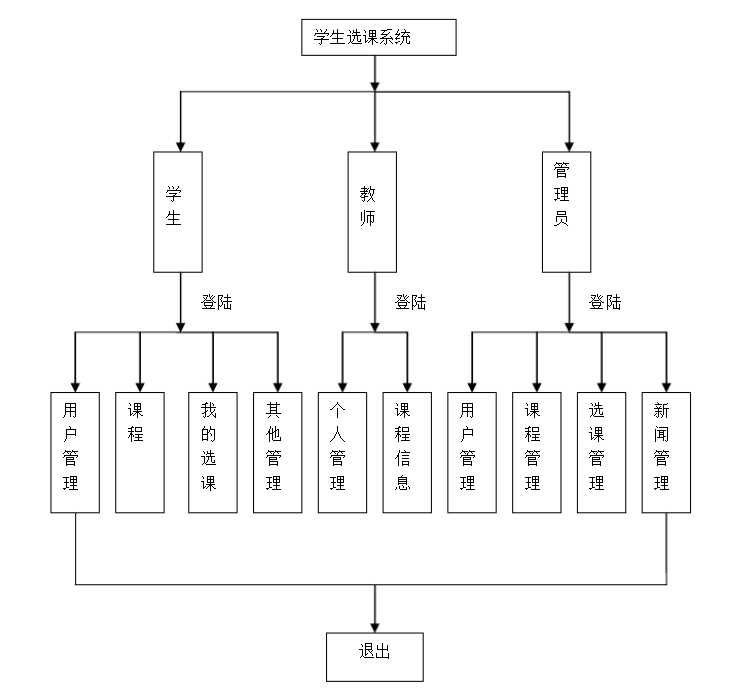 学生选课系统
学生
教师
管理员
登陆
登陆
登陆
用户管理
课程
我的选课
其他管理
个人管理
课程信息
用户管理
课程管理
选课管理
新闻管理
退出